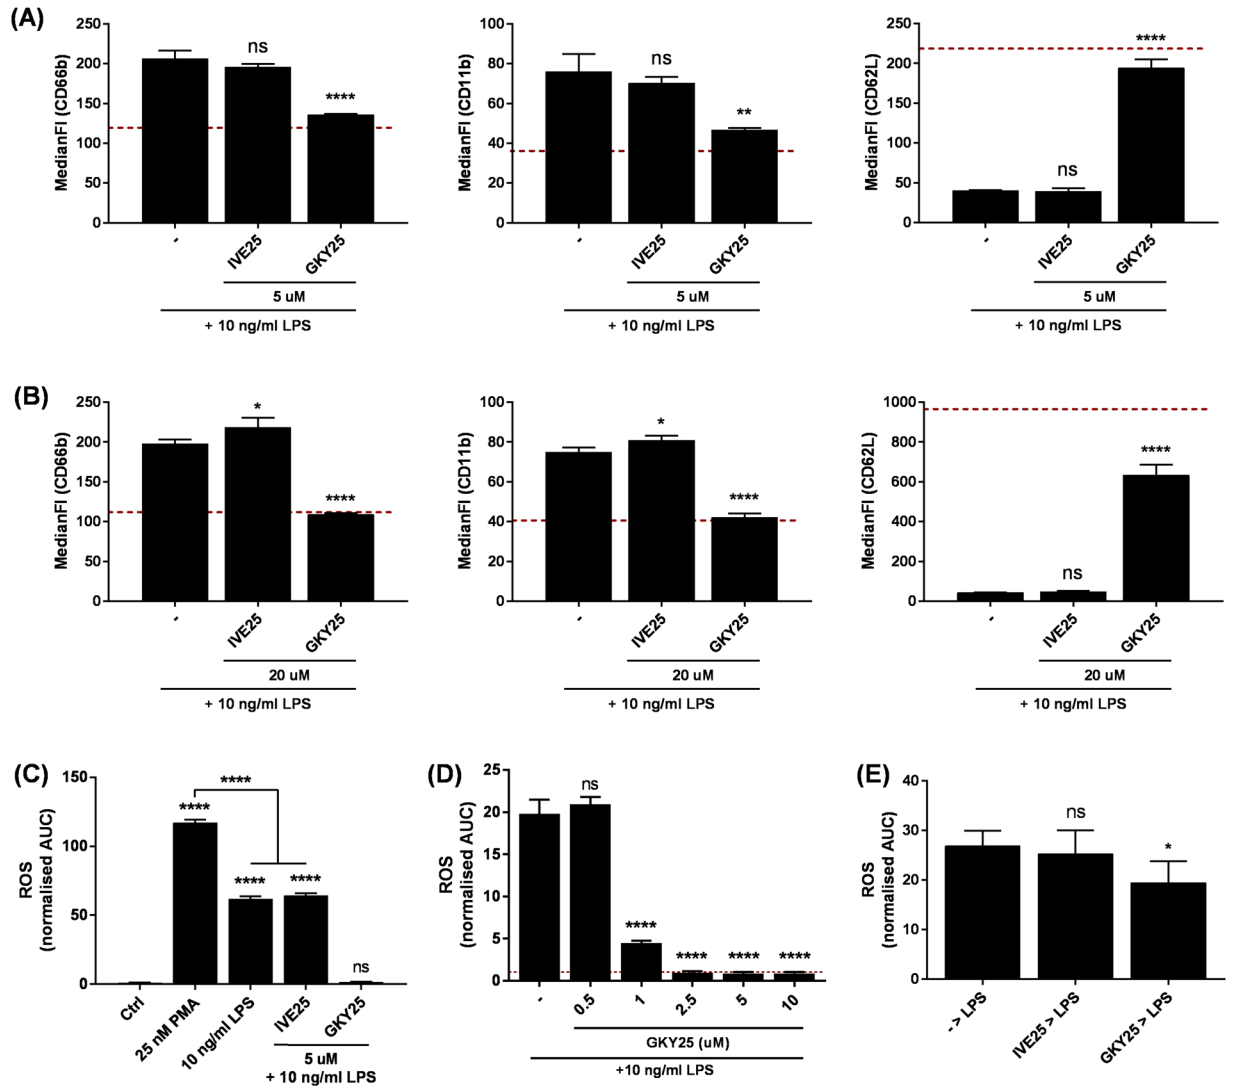 (A)
MedianFI (CD66b)
250
200
150
100
50
0
ns
****
-
IVE25
GKY25
5 uM
+ 10 ng/ml LPS
MedianFI (CD11b)
100
80
60
40
20
0
ns
**
-
IVE25
GKY25
5 uM
+ 10 ng/ml LPS
MedianFI (CD62L)
250
200
150
100
50
0
ns
****
-
IVE25
GKY25
5 uM
+ 10 ng/ml LPS
(B)
MedianFI (CD66b)
250
200
150
100
50
0
*
****
-
IVE25
GKY25
20 uM
+ 10 ng/ml LPS
MedianFI (CD11b)
100
80
60
40
20
0
*
****
-
IVE25
GKY25
20 uM
+ 10 ng/ml LPS
MedianFI (CD62L)
1000
800
600
400
200
0
ns
****
-
IVE25
GKY25
20 uM
+ 10 ng/ml LPS
(C)
ROS
(normalised AUC)
150
100
50
0
****
****
****
****
ns
Ctrl
25 nM PMA
10 ng/ml LPS
IVE25
GKY25
5 uM
+ 10 ng/ml LPS
(D)
ROS
(normalised AUC)
25
20
15
10
5
0
ns
****
****
****
****
-
0.5
1
2.5
5
10
GKY25 (uM)
+10 ng/ml LPS
(E)
ROS
(normalised AUC)
40
30
20
10
0
ns
*
- > LPS
IVE25 > LPS
GKY25 > LPS